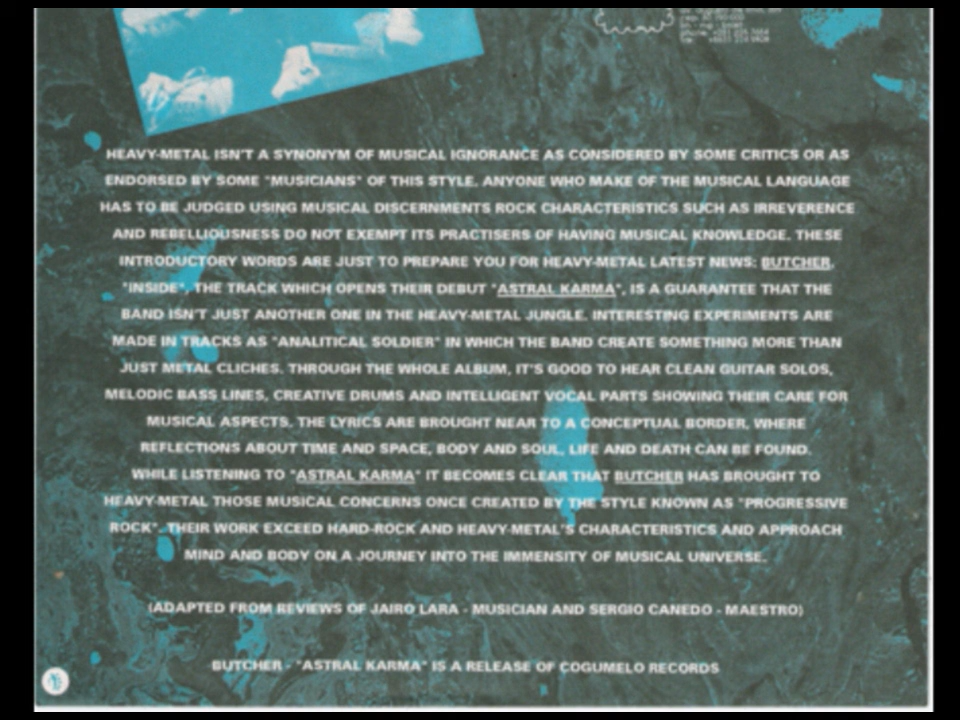 phone
fax
HEAVY-METAL ISN'T A SYNONYM OF MUSICAL IGNORANCE AS CONSIDERED BY SOME CRITICS OR AS
ENDORSED BY SOME "MUSICIANS" OF THIS STYLE. ANYONE WHO MAKE OF THE MUSICAL LANGUAGE
HAS TO BE JUDGED USING MUSICAL DISCERNMENTS ROCK CHARACTERISTICS SUCH AS IRREVERENCE
AND REBELLIOUSNESS DO NOT EXEMPT ITS PRACTISERS OF HAVING MUSICAL KNOWLEDGE. THESE
INTRODUCTORY WORDS ARE JUST TO PREPARE YOU FOR HEAVY-METAL LATEST NEWS: BUTCHER.
"INSIDE", THE TRACK WHICH OPENS THEIR DEBUT "ASTRAL KARMA", IS A GUARANTEE THAT THE
BAND ISN'T JUST ANOTHER ONE IN THE HEAVY-METAL JUNGLE. INTERESTING EXPERIMENTS ARE
MADE IN TRACKS AS "ANALITICAL SOLDIER" IN WHICH THE BAND CREATE SOMETHING MORE THAN
JUST METAL CLICHES. THROUGH THE WHOLE ALBUM, IT'S GOOD TO HEAR CLEAN GUITAR SOLOS,
MELODIC BASS LINES, CREATIVE DRUMS AND INTELLIGENT VOCAL PARTS SHOWING THEIR CARE FOR
MUSICAL ASPECTS. THE LYRICS ARE BROUGHT NEAR TO A CONCEPTUAL BORDER, WHERE
REFLECTIONS ABOUT TIME AND SPACE, BODY AND SOUL, LIFE AND DEATH CAN BE FOUND.
WHILE LISTENING TO "ASTRAL KARMA" IT BECOMES CLEAR THAT BUTCHER HAS BROUGHT TO
HEAVY-METAL THOSE MUSICAL CONCERNS ONCE CREATED BY THE STYLE KNOWN AS "PROGRESSIVE
ROCK". THEIR WORK EXCEED HARD-ROCK AND HEAVY-METAL'S CHARACTERISTICS AND APPROACH
MIND AND BODY ON A JOURNEY INTO THE IMMENSITY OF MUSICAL UNIVERSE.
(ADAPTED FROM REVIEWS OF JAIRO LARA - MUSICIAN AND SERGIO CANEDO - MAESTRO)
BUTCHER - "ASTRAL KARMA" IS A RELEASE OF COGUMELO RECORDS